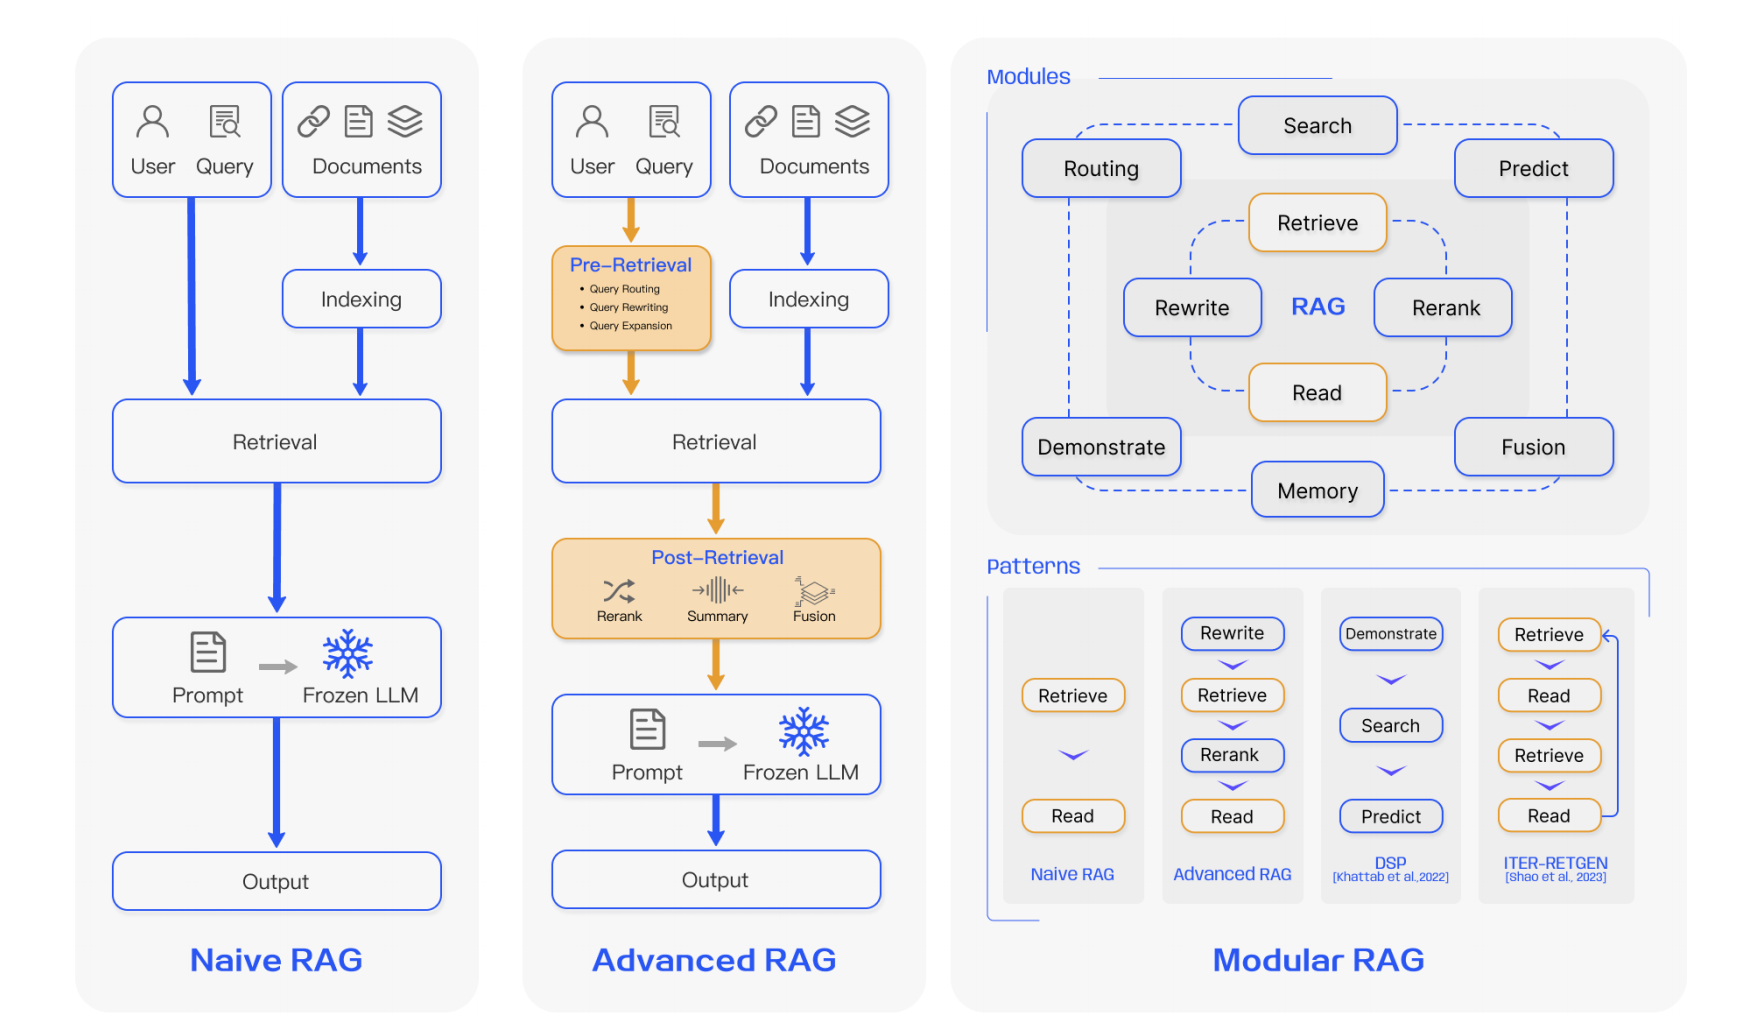 User Query
Documents
Indexing
Retrieval
Prompt
Frozen LLM
Output
Naive RAG
User Query
Documents
Pre-Retrieval
• Query Routing
• Query Rewriting
• Query Expansion
Indexing
Retrieval
Post-Retrieval
Rerank
Summary
Fusion
Prompt
Frozen LLM
Output
Advanced RAG
Modules
Search
Routing
Predict
Retrieve
Rewrite
RAG
Rerank
Read
Demonstrate
Fusion
Memory
Patterns
Retrieve
Read
Naive RAG
Rewrite
Retrieve
Rerank
Read
Advanced RAG
Demonstrate
Search
Predict
DSP
[Khattab et al.,2022]
Retrieve
Read
Retrieve
Read
ITER-RETGEN
[Shao et al., 2023]
Modular RAG